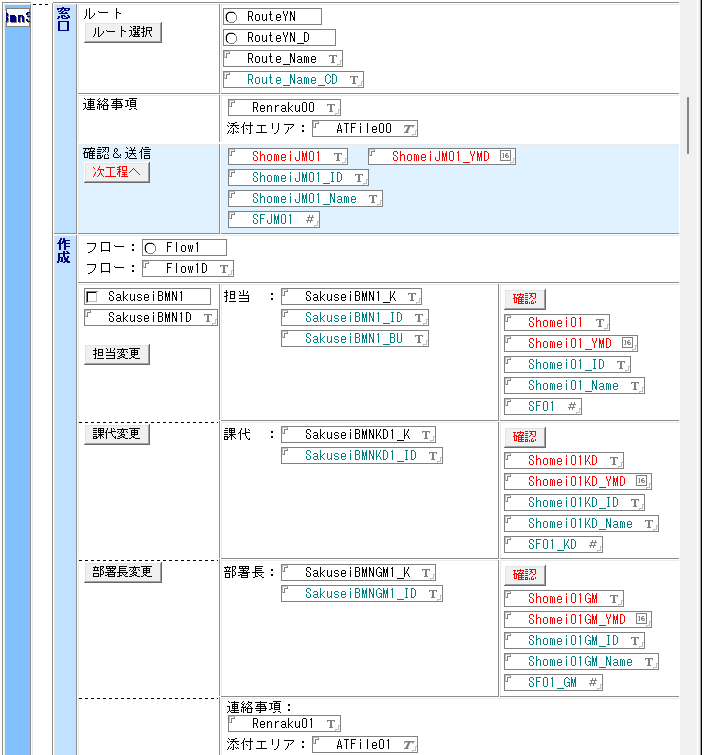 窓口
ルート
ルート選択
RouteYN
RouteYN_D
Route_Name T
Route_Name_CD T
連絡事項
Renraku00 T
添付エリア： ATFile00 T
確認＆送信
次工程へ
ShomeiJM01 T ShomeiJM01_YMD 16
ShomeiJM01_ID T
ShomeiJM01_Name T
SFJM01 #
作成
フロー： Flow1
フロー： Flow1D T
SakuseiBMN1
SakuseiBMN1D T
担当変更
担当 ： SakuseiBMN1_K T
SakuseiBMN1_ID T
SakuseiBMN1_BU T
確認
Shomei01 T
Shomei01_YMD 16
Shomei01_ID T
Shomei01_Name T
SF01 #
課代変更
課代 ： SakuseiBMNKD1_K T
SakuseiBMNKD1_ID T
確認
Shomei01KD T
Shomei01KD_YMD 16
Shomei01KD_ID T
Shomei01KD_Name T
SF01_KD #
部署長変更
部署長： SakuseiBMNGM1_K T
SakuseiBMNGM1_ID T
確認
Shomei01GM T
Shomei01GM_YMD 16
Shomei01GM_ID T
Shomei01GM_Name T
SF01_GM #
連絡事項：
Renraku01 T
添付エリア： ATFile01 T